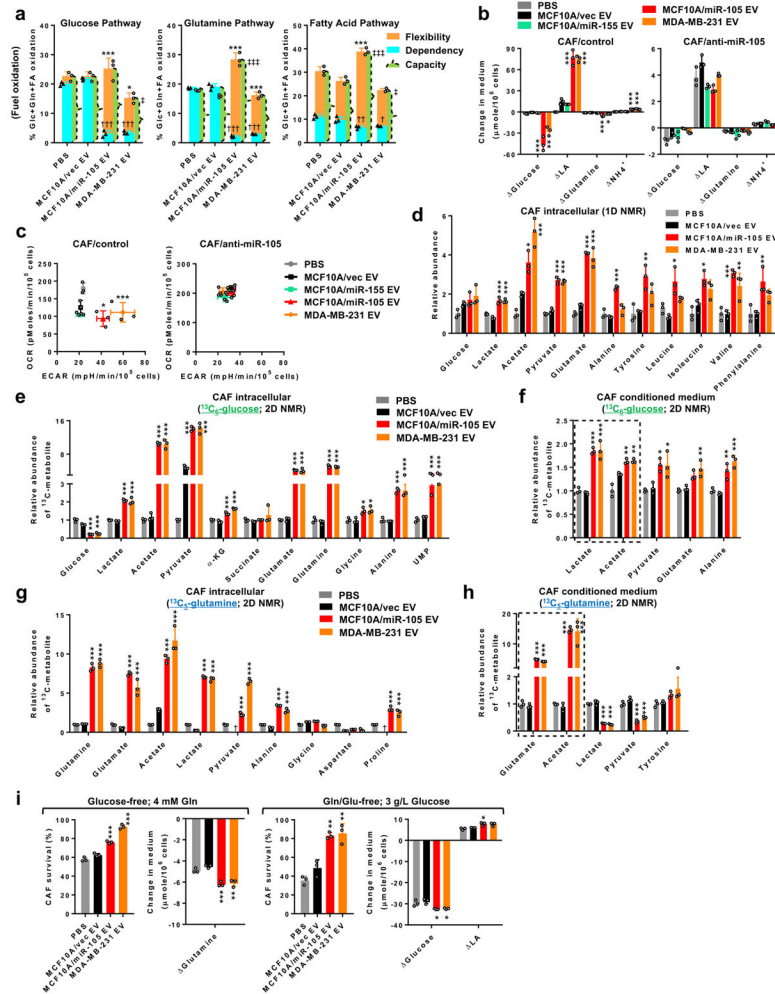 a
Glucose Pathway
Glutamine Pathway
Fatty Acid Pathway
Flexibility
Dependency
Capacity
(Fuel oxidation)
% Glc+Gln+FA oxidation
PBS
MCF10A/vec EV
MCF10A/miR-105 EV
MDA-MB-231 EV
b
PBS
MCF10A/vec EV
MCF10A/miR-155 EV
MCF10A/miR-105 EV
MDA-MB-231 EV
CAF/control
CAF/anti-miR-105
Change in medium
(µmole/10⁶ cells)
ΔGlucose
ΔLA
ΔGlutamine
ΔNH4⁺
c
CAF/control
CAF/anti-miR-105
PBS
MCF10A/vec EV
MCF10A/miR-155 EV
MCF10A/miR-105 EV
MDA-MB-231 EV
OCR (pMoles/min/10⁵ cells)
ECAR (mpH/min/10⁵ cells)
d
CAF intracellular (1D NMR)
PBS
MCF10A/vec EV
MCF10A/miR-105 EV
MDA-MB-231 EV
Relative abundance
Glucose
Lactate
Acetate
Pyruvate
Glutamate
Alanine
Tyrosine
Leucine
Isoleucine
Valine
Phenylalanine
e
CAF intracellular
(¹³C₆-glucose; 2D NMR)
PBS
MCF10A/vec EV
MCF10A/miR-105 EV
MDA-MB-231 EV
Relative abundance
of ¹³C-metabolite
Glucose
Lactate
Acetate
Pyruvate
α-KG
Succinate
Glutamate
Glutamine
Glycine
Alanine
UMP
f
CAF conditioned medium
(¹³C₆-glucose; 2D NMR)
Relative abundance
of ¹³C-metabolite
Lactate
Acetate
Pyruvate
Glutamate
Alanine
g
CAF intracellular
(¹³C₅-glutamine; 2D NMR)
PBS
MCF10A/vec EV
MCF10A/miR-105 EV
MDA-MB-231 EV
Relative abundance
of ¹³C-metabolite
Glutamine
Glutamate
Acetate
Lactate
Pyruvate
Alanine
Glycine
Aspartate
Proline
h
CAF conditioned medium
(¹³C₅-glutamine; 2D NMR)
Relative abundance
of ¹³C-metabolite
Glutamate
Acetate
Lactate
Pyruvate
Tyrosine
i
Glucose-free; 4 mM Gln
CAF survival (%)
PBS
MCF10A/vec EV
MCF10A/miR-105 EV
MDA-MB-231 EV
Change in medium
(µmole/10⁶ cells)
ΔGlutamine
Gln/Glu-free; 3 g/L Glucose
CAF survival (%)
PBS
MCF10A/vec EV
MCF10A/miR-105 EV
MDA-MB-231 EV
Change in medium
(µmol/10⁶ cells)
ΔGlucose
ΔLA